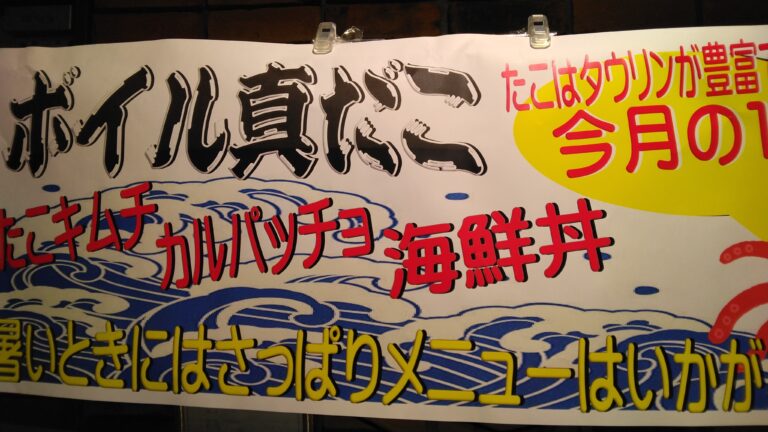 ボイル真だこ
たこはタウリンが豊富で
今月の1
たこキムチ
カルパッチョ
海鮮丼
暑いときにはさっぱりメニューはいかが